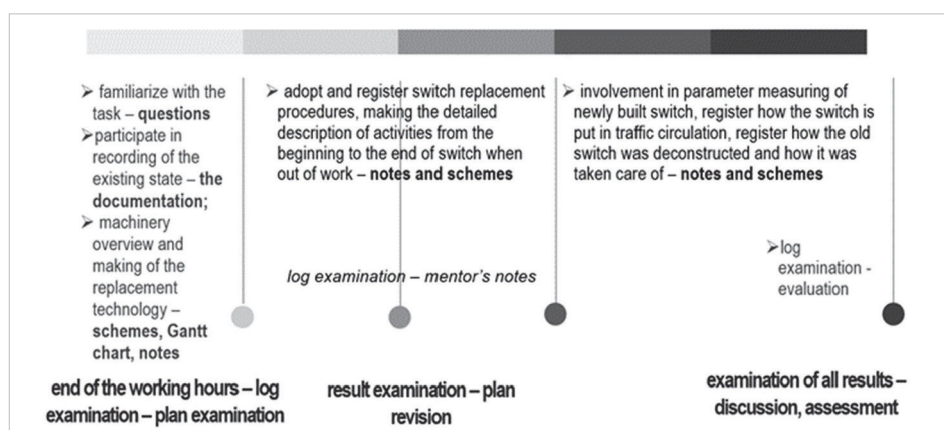 ➢ familiarize with the
task – questions
➢participate in
recording of the
existing state – the
documentation;
➢ machinery
overview and
making of the
replacement
technology –
schemes, Gantt
chart, notes
➢ adopt and register switch replacement
procedures, making the detailed
description of activities from the
beginning to the end of switch when
out of work – notes and schemes
➢ involvement in parameter measuring of
newly built switch, register how the switch is
put in traffic circulation, register how the old
switch was deconstructed and how it was
taken care of – notes and schemes
log examination – mentor's notes
➢log
examination -
evaluation
end of the working hours – log
examination – plan examination
result examination – plan
revision
examination of all results –
discussion, assessment